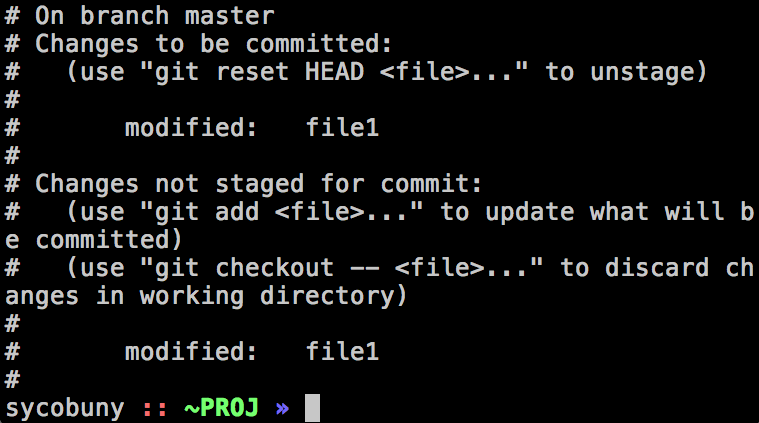 # On branch master
# Changes to be committed:
#   (use "git reset HEAD <file>..." to unstage)
#
#       modified:   file1
#
# Changes not staged for commit:
#   (use "git add <file>..." to update what will b
e committed)
#   (use "git checkout -- <file>..." to discard ch
anges in working directory)
#
#       modified:   file1
#
sycobuny :: ~PROJ »